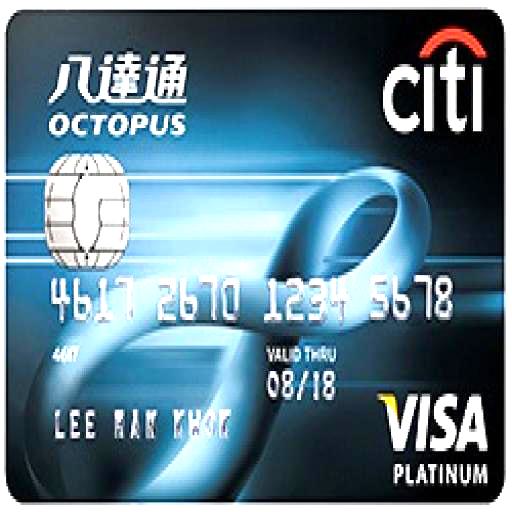 八達通
OCTOPUS
citi
4617 2670 1234 5678
4617
VALID THRU
08/18
LEE
VISA
PLATINUM